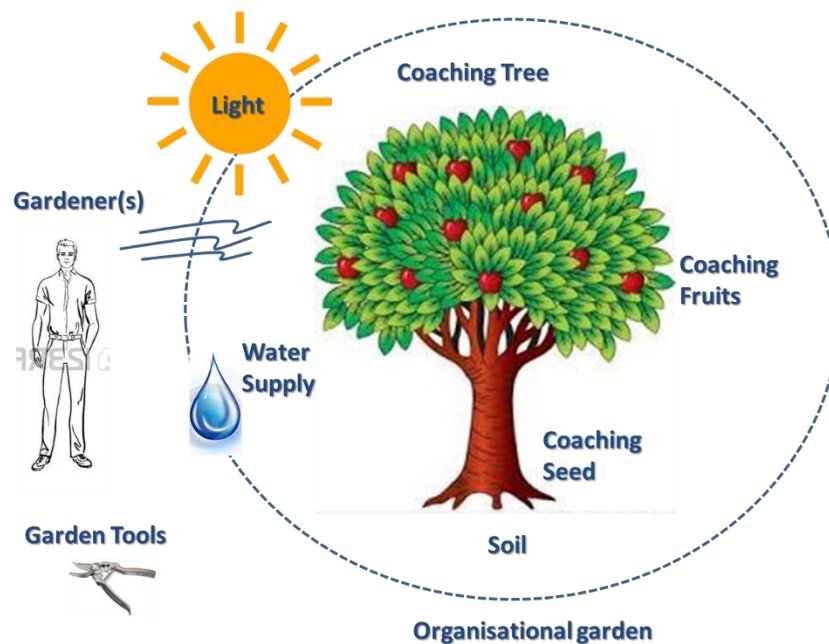 Coaching Tree
Light
Gardener(s)
Coaching
Fruits
Water
Supply
Coaching
Seed
Garden Tools
Soil
Organisational garden